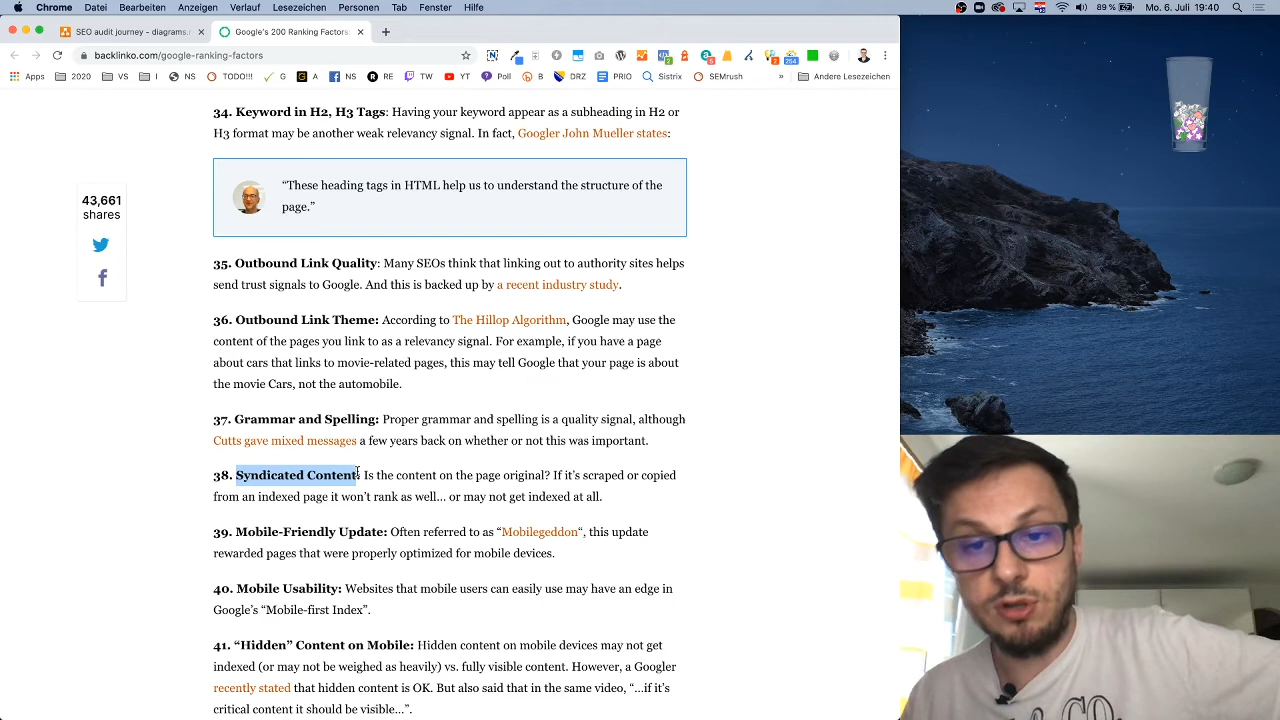 Chrome Datei Bearbeiten Anzeigen Verlauf Lesezeichen Personen Tab Fenster Hilfe
89 % Mo. 6. Juli 19:40
SEO audit journey - diagrams.n
Google's 200 Ranking Factors:
backlinko.com/google-ranking-factors
Apps 2020 VS I NS TODO!!! G A NS RE TW YT Poll B DRZ PRIO Sistrix SEMrush » Andere Lesezeichen
34. Keyword in H2, H3 Tags: Having your keyword appear as a subheading in H2 or
H3 format may be another weak relevancy signal. In fact, Googler John Mueller states:
“These heading tags in HTML help us to understand the structure of the
page.”
43,661
shares
35. Outbound Link Quality: Many SEOs think that linking out to authority sites helps
send trust signals to Google. And this is backed up by a recent industry study.
36. Outbound Link Theme: According to The Hillop Algorithm, Google may use the
content of the pages you link to as a relevancy signal. For example, if you have a page
about cars that links to movie-related pages, this may tell Google that your page is about
the movie Cars, not the automobile.
37. Grammar and Spelling: Proper grammar and spelling is a quality signal, although
Cutts gave mixed messages a few years back on whether or not this was important.
38. Syndicated Content: Is the content on the page original? If it’s scraped or copied
from an indexed page it won’t rank as well… or may not get indexed at all.
39. Mobile-Friendly Update: Often referred to as “Mobilegeddon“, this update
rewarded pages that were properly optimized for mobile devices.
40. Mobile Usability: Websites that mobile users can easily use may have an edge in
Google’s “Mobile-first Index”.
41. “Hidden” Content on Mobile: Hidden content on mobile devices may not get
indexed (or may not be weighed as heavily) vs. fully visible content. However, a Googler
recently stated that hidden content is OK. But also said that in the same video, “…if it’s
critical content it should be visible…”.